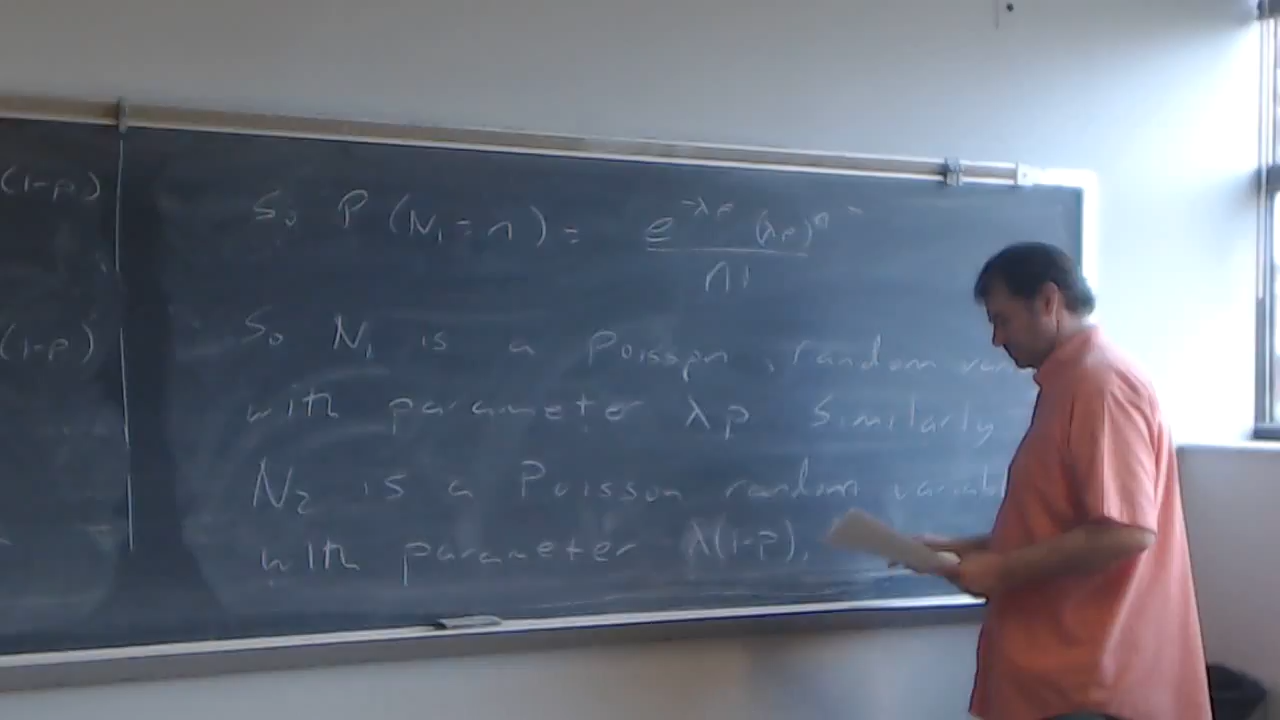 (1-p)
(1-p)
So P(N₁=n) = e^{-λp} (λp)^n / n!
So N₁ is a Poisson random
with parameter λp Similarly
N₂ is a Poisson random
with parameter λ(1-p).